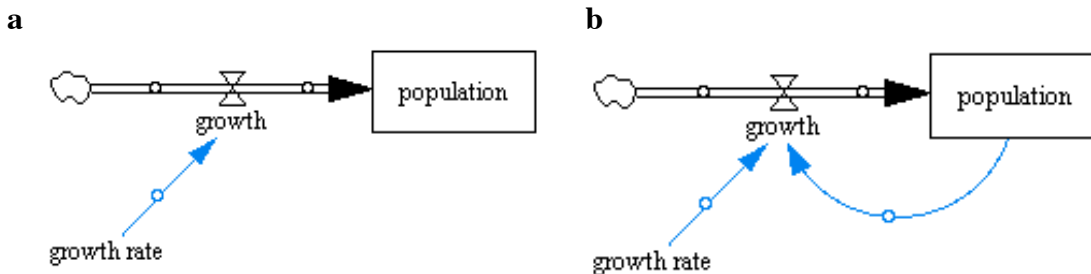 a
population
growth
growth rate
b
population
growth
growth rate